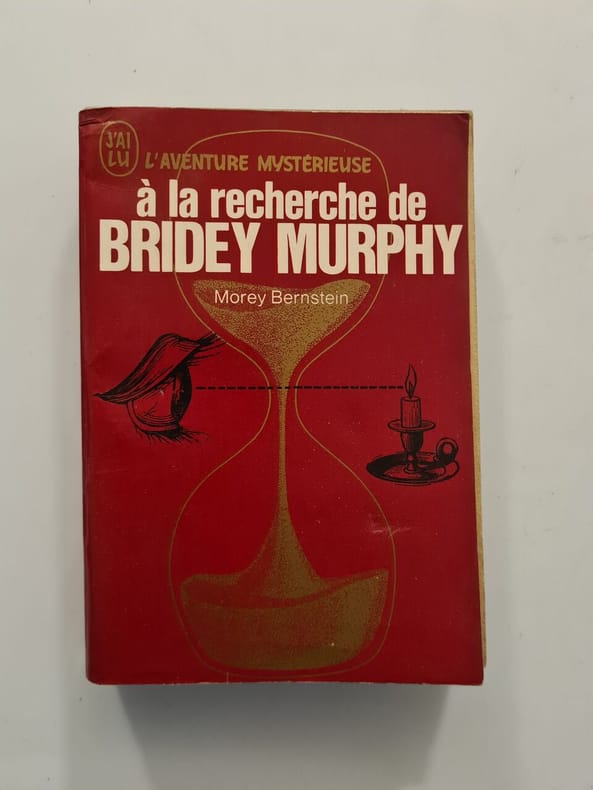 J'AI
LU
L'AVENTURE MYSTÉRIEUSE
à la recherche de
BRIDEY MURPHY
Morey Bernstein